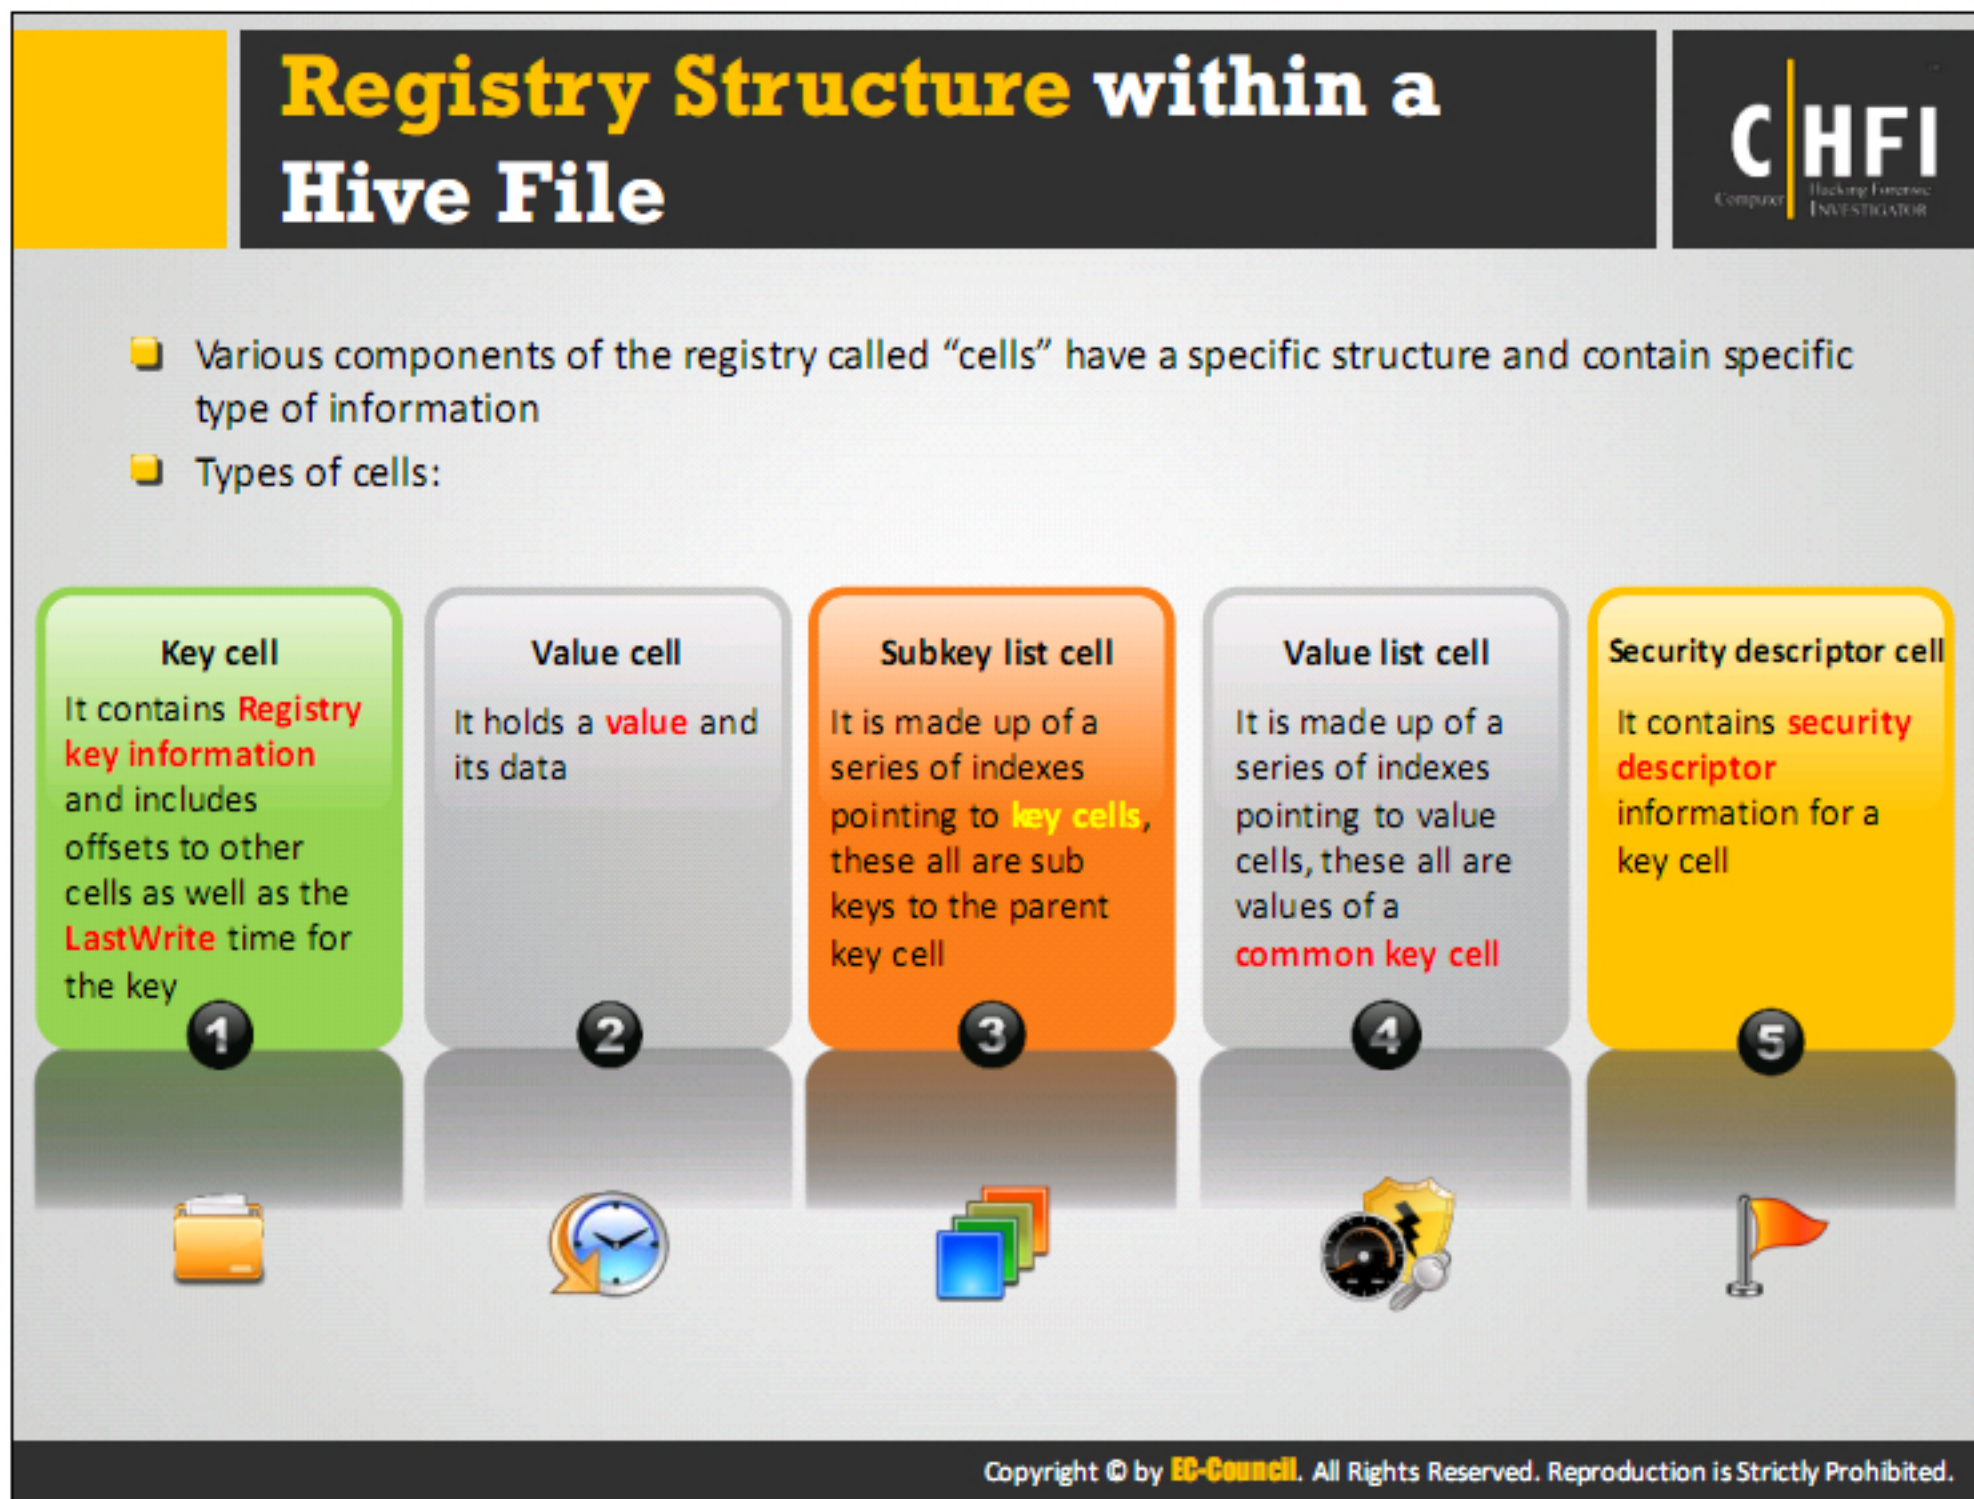 Registry Structure within a
Hive File
C HFI
Computer
Hacking Forensic
INVESTIGATOR
Various components of the registry called “cells” have a specific structure and contain specific
type of information
Types of cells:
Key cell
It contains Registry
key information
and includes
offsets to other
cells as well as the
LastWrite time for
the key
1
Value cell
It holds a value and
its data
2
Subkey list cell
It is made up of a
series of indexes
pointing to key cells,
these all are sub
keys to the parent
key cell
3
Value list cell
It is made up of a
series of indexes
pointing to value
cells, these all are
values of a
common key cell
4
Security descriptor cell
It contains security
descriptor
information for a
key cell
5
Copyright © by EC-Council. All Rights Reserved. Reproduction is Strictly Prohibited.